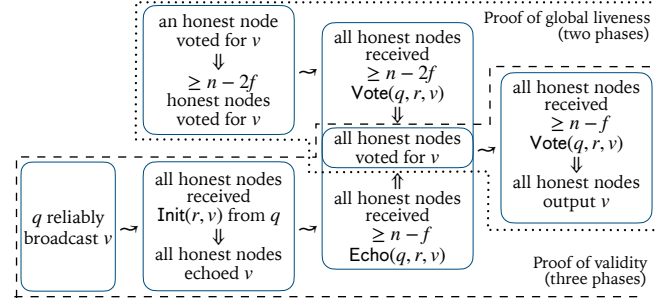 Proof of global liveness
(two phases)
an honest node
voted for v
⇓
≥ n − 2f
honest nodes
voted for v
⤳
all honest nodes
received
≥ n − 2f
Vote(q, r, v)
⇓
all honest nodes
voted for v
⤳
all honest nodes
received
≥ n − f
Vote(q, r, v)
⇓
all honest nodes
output v
q reliably
broadcast v
⤳
all honest nodes
received
Init(r, v) from q
⇓
all honest nodes
echoed v
⤳
⇑
all honest nodes
received
≥ n − f
Echo(q, r, v)
Proof of validity
(three phases)